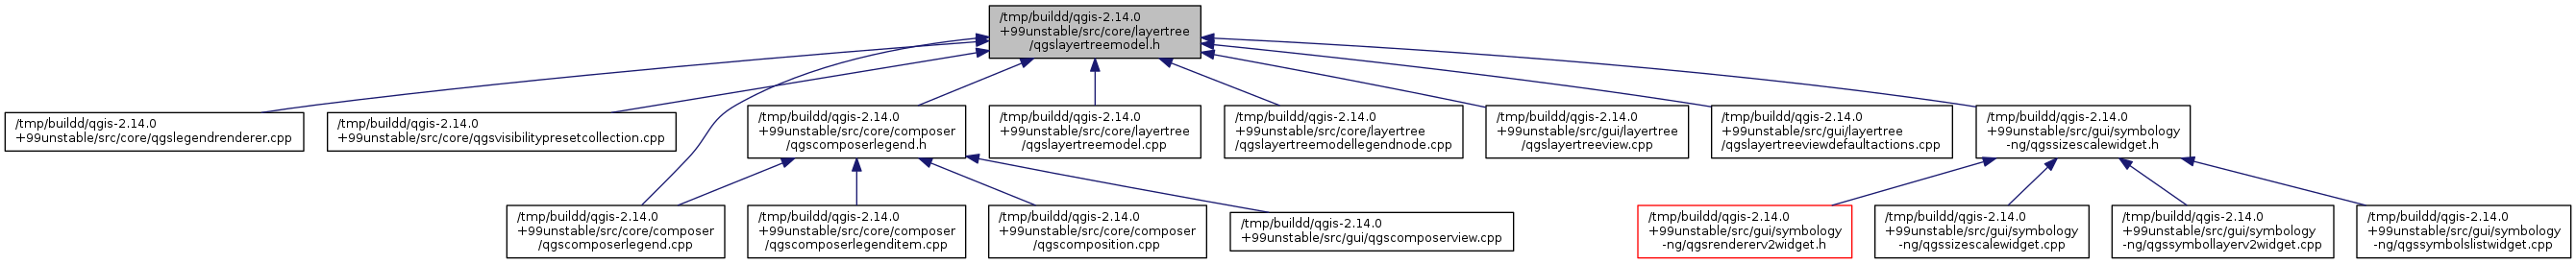 /tmp/buildd/qgis-2.14.0
+99unstable/src/core/layertree
/qgslayertreemodel.h
/tmp/buildd/qgis-2.14.0
+99unstable/src/core/qgslegendrenderer.cpp
/tmp/buildd/qgis-2.14.0
+99unstable/src/core/qgsvisibilitypresetcollection.cpp
/tmp/buildd/qgis-2.14.0
+99unstable/src/core/composer
/qgscomposerlegend.h
/tmp/buildd/qgis-2.14.0
+99unstable/src/core/layertree
/qgslayertreemodel.cpp
/tmp/buildd/qgis-2.14.0
+99unstable/src/core/layertree
/qgslayertreemodellegendnode.cpp
/tmp/buildd/qgis-2.14.0
+99unstable/src/gui/layertree
/qgslayertreeview.cpp
/tmp/buildd/qgis-2.14.0
+99unstable/src/gui/layertree
/qgslayertreeviewdefaultactions.cpp
/tmp/buildd/qgis-2.14.0
+99unstable/src/gui/symbology
-ng/qgssizescalewidget.h
/tmp/buildd/qgis-2.14.0
+99unstable/src/core/composer
/qgscomposerlegend.cpp
/tmp/buildd/qgis-2.14.0
+99unstable/src/core/composer
/qgscomposerlegenditem.cpp
/tmp/buildd/qgis-2.14.0
+99unstable/src/core/composer
/qgscomposition.cpp
/tmp/buildd/qgis-2.14.0
+99unstable/src/gui/qgscomposerview.cpp
/tmp/buildd/qgis-2.14.0
+99unstable/src/gui/symbology
-ng/qgsrendererv2widget.h
/tmp/buildd/qgis-2.14.0
+99unstable/src/gui/symbology
-ng/qgssizescalewidget.cpp
/tmp/buildd/qgis-2.14.0
+99unstable/src/gui/symbology
-ng/qgssymbollayerv2widget.cpp
/tmp/buildd/qgis-2.14.0
+99unstable/src/gui/symbology
-ng/qgssymbolslistwidget.cpp